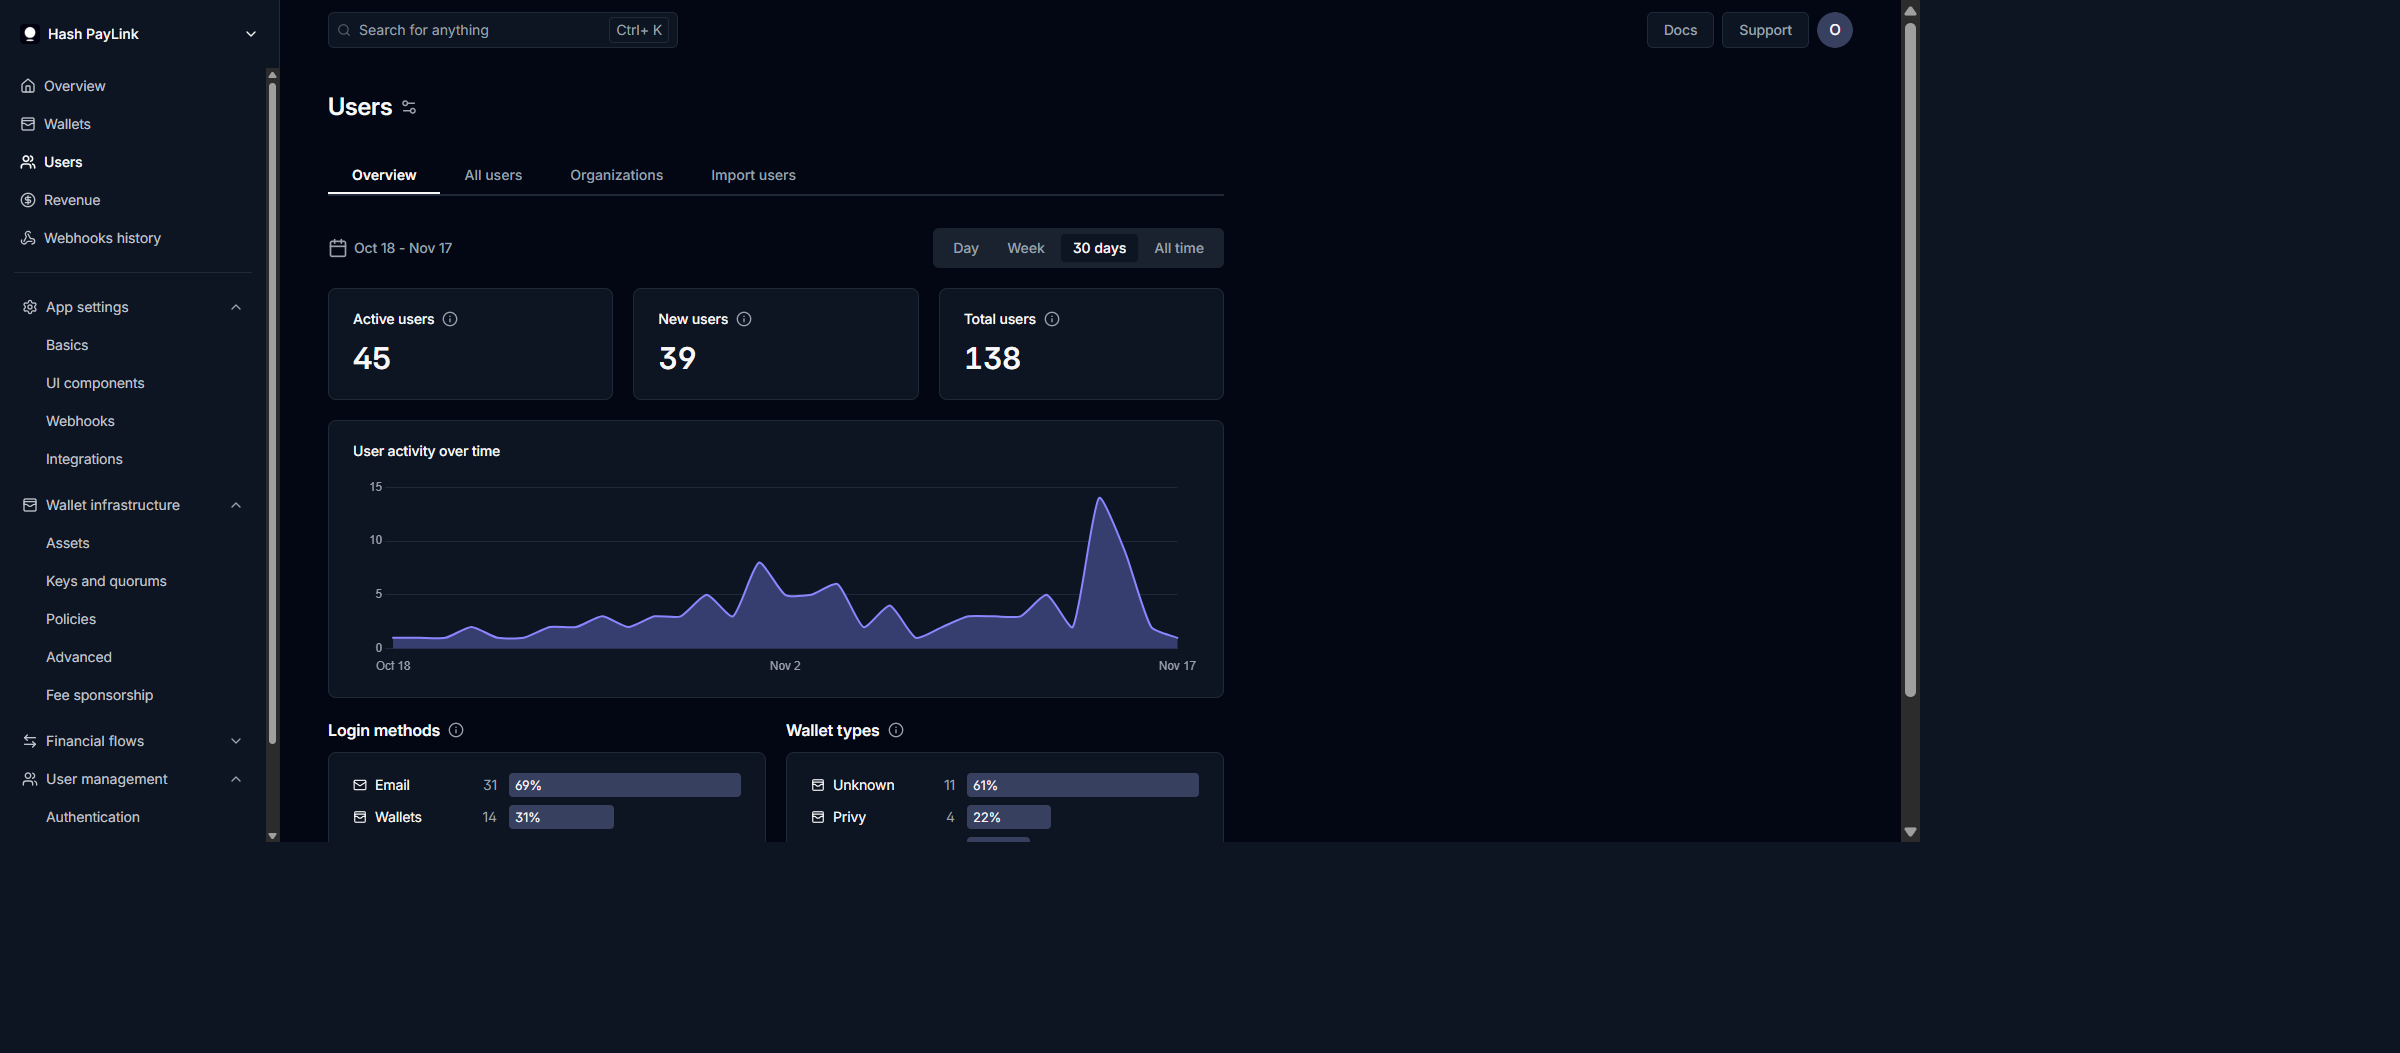 Hash PayLink
Search for anything
Ctrl+ K
Docs
Support
O
Overview
Wallets
Users
Revenue
Webhooks history
App settings
Basics
UI components
Webhooks
Integrations
Wallet infrastructure
Assets
Keys and quorums
Policies
Advanced
Fee sponsorship
Financial flows
User management
Authentication
Users
Overview
All users
Organizations
Import users
Oct 18 - Nov 17
Day
Week
30 days
All time
Active users
45
New users
39
Total users
138
User activity over time
15
10
5
0
Oct 18
Nov 2
Nov 17
Login methods
Email 31 69%
Wallets 14 31%
Wallet types
Unknown 11 61%
Privy 4 22%